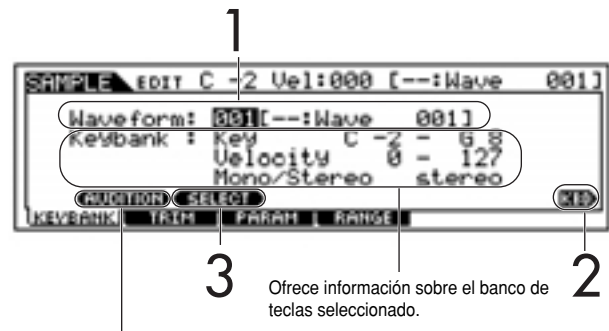 1
SAMPLE EDIT C -2 Vel:000 [--:Wave 001]
Waveform: 001[--:Wave 001]
Keybank : Key C -2 - G 8
Velocity 0 - 127
Mono/Stereo stereo
AUDITION SELECT
KEYBANK TRIM PARAM RANGE
3
2
Ofrece información sobre el banco de
teclas seleccionado.